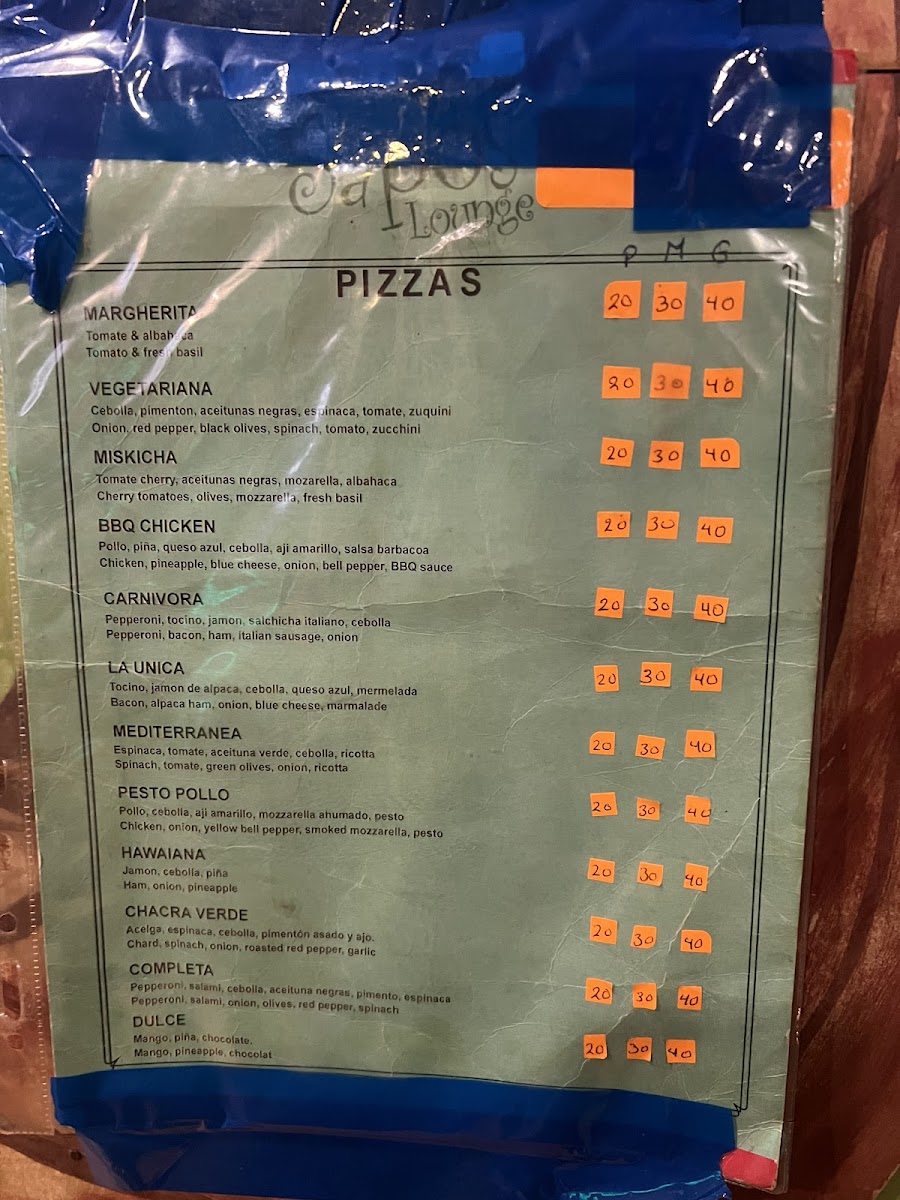 Lounge
P M G
PIZZAS
MARGHERITA 20 30 40
Tomate & albahaca
Tomato & fresh basil
VEGETARIANA 20 30 40
Cebolla, pimenton, aceitunas negras, espinaca, tomate, zuquini
Onion, red pepper, black olives, spinach, tomato, zucchini
MISKICHA 20 30 40
Tomate cherry, aceitunas negras, mozarella, albahaca
Cherry tomatoes, olives, mozzarella, fresh basil
BBQ CHICKEN 20 30 40
Pollo, piña, queso azul, cebolla, aji amarillo, salsa barbacoa
Chicken, pineapple, blue cheese, onion, bell pepper, BBQ sauce
CARNIVORA 20 30 40
Pepperoni, tocino, jamon, salchicha italiano, cebolla
Pepperoni, bacon, ham, italian sausage, onion
LA UNICA 20 30 40
Tocino, jamon de alpaca, cebolla, queso azul, mermelada
Bacon, alpaca ham, onion, blue cheese, marmalade
MEDITERRANEA 20 30 40
Espinaca, tomate, aceituna verde, cebolla, ricotta
Spinach, tomate, green olives, onion, ricotta
PESTO POLLO 20 30 40
Pollo, cebolla, aji amarillo, mozzarella ahumado, pesto
Chicken, onion, yellow bell pepper, smoked mozzarella, pesto
HAWAIANA 20 30 40
Jamon, cebolla, piña
Ham, onion, pineapple
CHACRA VERDE 20 30 40
Acelga, espinaca, cebolla, pimentón asado y ajo.
Chard, spinach, onion, roasted red pepper, garlic
COMPLETA 20 30 40
Pepperoni, salami, cebolla, aceituna negras, pimento, espinaca
Pepperoni, salami, onion, olives, red pepper, spinach
DULCE 20 30 40
Mango, piña, chocolate.
Mango, pineapple, chocolat